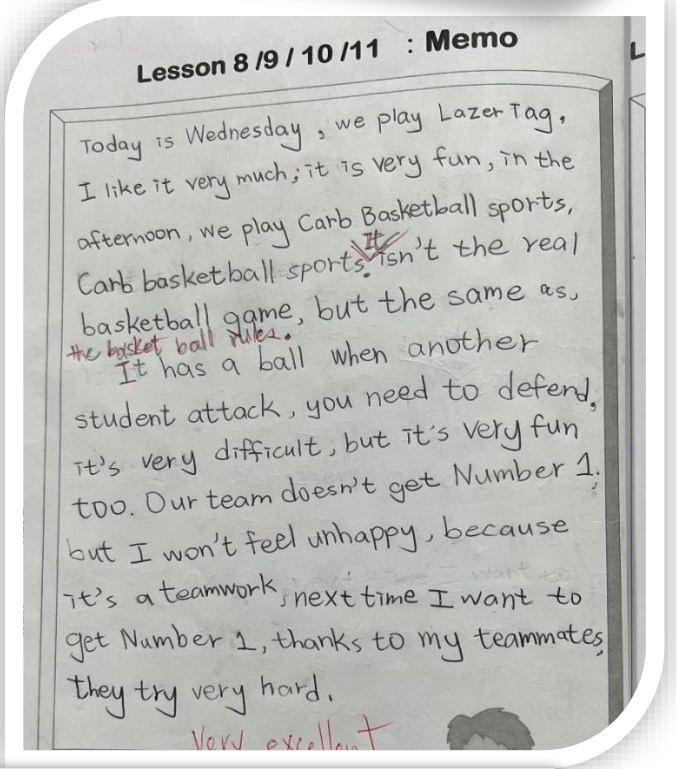 Lesson 8/9/10/11 : Memo
L
Today is Wednesday, we play Lazer Tag,
I like it very much; it is very fun, in the
afternoon, we play Carb Basketball sports,
It
Carb basketball sports. isn't the real
basketball game, but the same as,
the basket ball rules.
It has a ball when another
student attack, you need to defend,
it's very difficult, but it's very fun
too. Our team doesn't get Number 1.
but I won't feel unhappy, because
it's a teamwork, next time I want to
get Number 1, thanks to my teammates,
they try very hard.
Very excellent